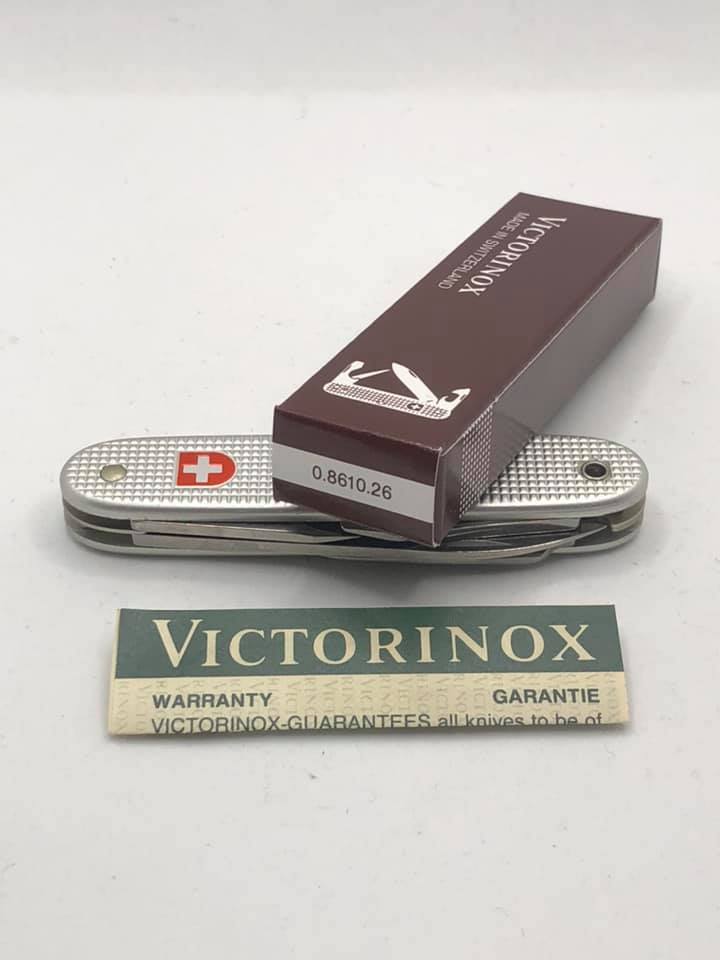 VICTORINOX
MADE IN SWITZERLAND
0.8610.26
VICTORINOX
WARRANTY GARANTIE
VICTORINOX-GUARANTEES all knives to be of